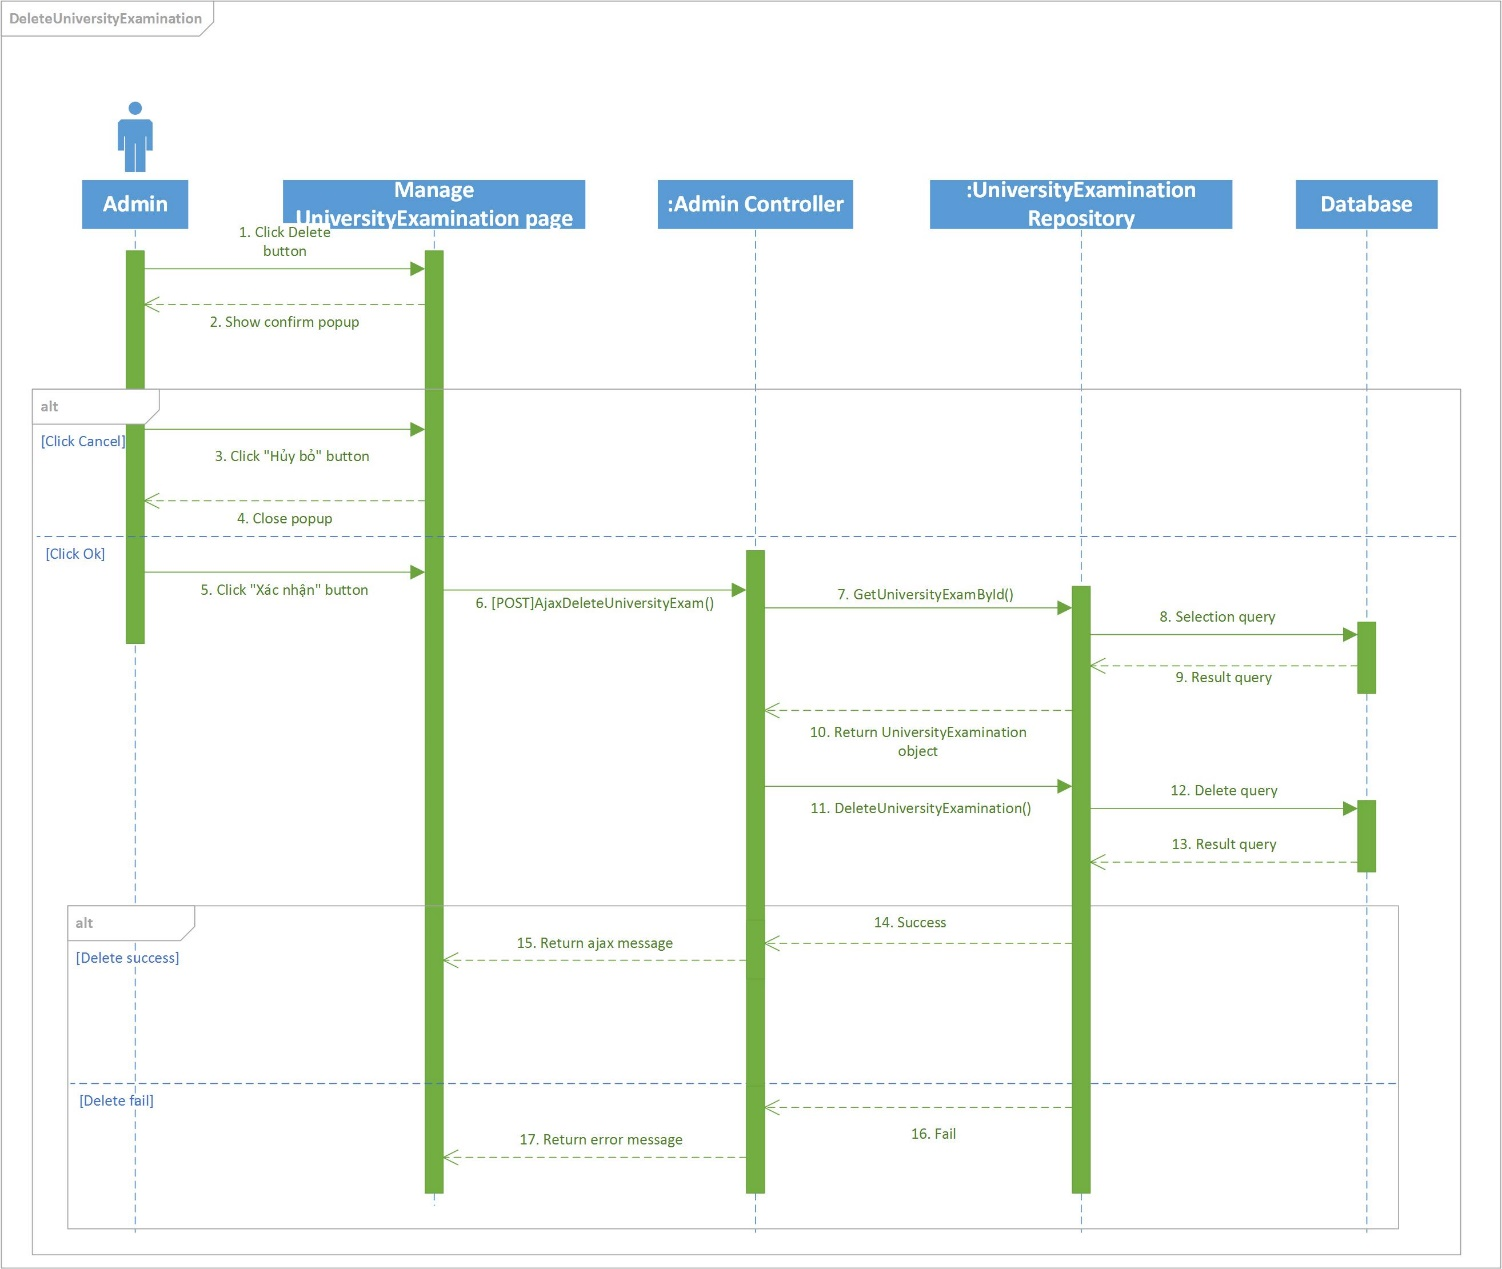 DeleteUniversityExamination
Admin
Manage
UniversityExamination page
:Admin Controller
:UniversityExamination
Repository
Database
1. Click Delete
button
2. Show confirm popup
alt
[Click Cancel]
3. Click "Hủy bỏ" button
4. Close popup
[Click Ok]
5. Click "Xác nhận" button
6. [POST]AjaxDeleteUniversityExam()
7. GetUniversityExamById()
8. Selection query
9. Result query
10. Return UniversityExamination
object
11. DeleteUniversityExamination()
12. Delete query
13. Result query
alt
14. Success
15. Return ajax message
[Delete success]
[Delete fail]
16. Fail
17. Return error message